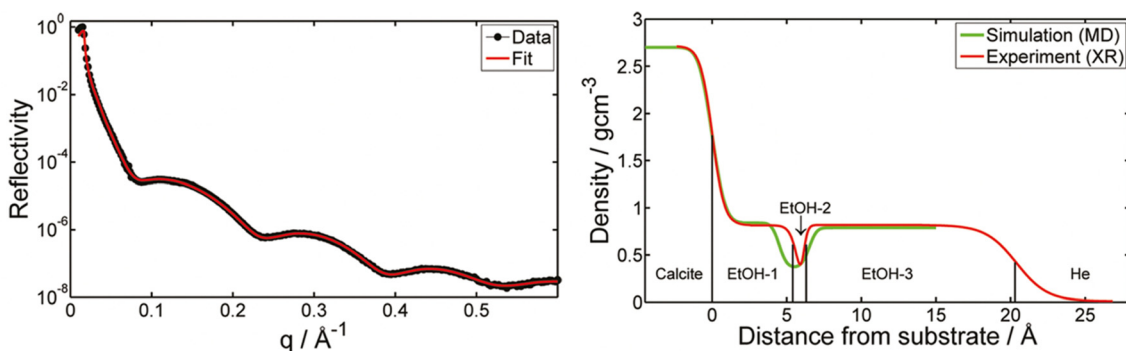 Reflectivity
10⁰
10⁻²
10⁻⁴
10⁻⁶
10⁻⁸
0
0.1
0.2
0.3
0.4
0.5
q / Å⁻¹
Data
Fit
Density / gcm⁻³
3
2.5
2
1.5
1
0.5
0
Simulation (MD)
Experiment (XR)
EtOH-2
Calcite
EtOH-1
EtOH-3
He
0
5
10
15
20
25
Distance from substrate / Å